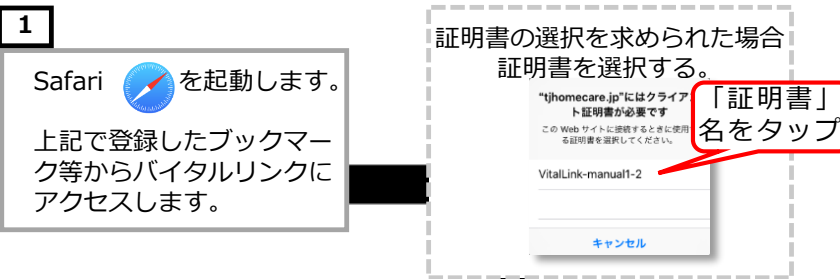 1
Safari を起動します。
上記で登録したブックマー
ク等からバイタルリンクに
アクセスします。
証明書の選択を求められた場合
証明書を選択する。
"tjhomecare.jp"にはクライア
ト証明書が必要です
この Web サイトに接続するときに使用
る証明書を選択してください。
「証明書」
名をタップ
VitalLink-manual1-2
キャンセル